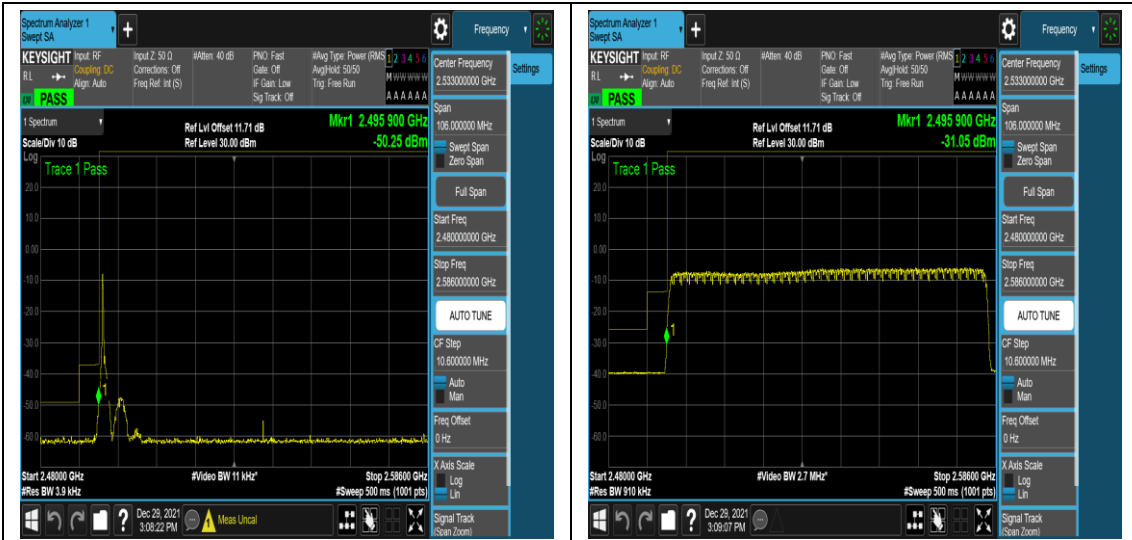 Spectrum Analyzer 1
Swept SA
+
Frequency
KEYSIGHT
R L
Input: RF
Coupling: DC
Align: Auto
Input Z: 50 Ω
Corrections: Off
Freq Ref: Int (S)
#Atten: 40 dB
PNO: Fast
Gate: Off
IF Gain: Low
Sig Track: Off
#Avg Type: Power (RMS
Avg|Hold: 50/50
Trig: Free Run
1 2 3 4 5 6
M W W W W W
A A A A A A
PASS
1 Spectrum
Scale/Div 10 dB
Log
Ref Lvl Offset 11.71 dB
Ref Level 30.00 dBm
Mkr1 2.495 900 GHz
-50.25 dBm
Trace 1 Pass
20.0
10.0
0.00
-10.0
-20.0
-30.0
-40.0
-50.0
-60.0
1
Start 2.48000 GHz
#Res BW 3.9 kHz
#Video BW 11 kHz*
Stop 2.58600 GHz
#Sweep 500 ms (1001 pts)
Center Frequency
2.533000000 GHz
Settings
Span
106.000000 MHz
Swept Span
Zero Span
Full Span
Start Freq
2.480000000 GHz
Stop Freq
2.586000000 GHz
AUTO TUNE
CF Step
10.600000 MHz
Auto
Man
Freq Offset
0 Hz
X Axis Scale
Log
Lin
Signal Track
(Span Zoom)
?
Dec 29, 2021
3:08:22 PM
Meas Uncal
Spectrum Analyzer 1
Swept SA
+
Frequency
KEYSIGHT
R L
Input: RF
Coupling: DC
Align: Auto
Input Z: 50 Ω
Corrections: Off
Freq Ref: Int (S)
#Atten: 40 dB
PNO: Fast
Gate: Off
IF Gain: Low
Sig Track: Off
#Avg Type: Power (RMS
Avg|Hold: 50/50
Trig: Free Run
1 2 3 4 5 6
M W W W W W
A A A A A A
PASS
1 Spectrum
Scale/Div 10 dB
Log
Ref Lvl Offset 11.71 dB
Ref Level 30.00 dBm
Mkr1 2.495 900 GHz
-31.05 dBm
Trace 1 Pass
20.0
10.0
0.00
-10.0
-20.0
-30.0
-40.0
-50.0
-60.0
1
Start 2.48000 GHz
#Res BW 910 kHz
#Video BW 2.7 MHz*
Stop 2.58600 GHz
#Sweep 500 ms (1001 pts)
Center Frequency
2.533000000 GHz
Settings
Span
106.000000 MHz
Swept Span
Zero Span
Full Span
Start Freq
2.480000000 GHz
Stop Freq
2.586000000 GHz
AUTO TUNE
CF Step
10.600000 MHz
Auto
Man
Freq Offset
0 Hz
X Axis Scale
Log
Lin
Signal Track
(Span Zoom)
?
Dec 29, 2021
3:09:07 PM